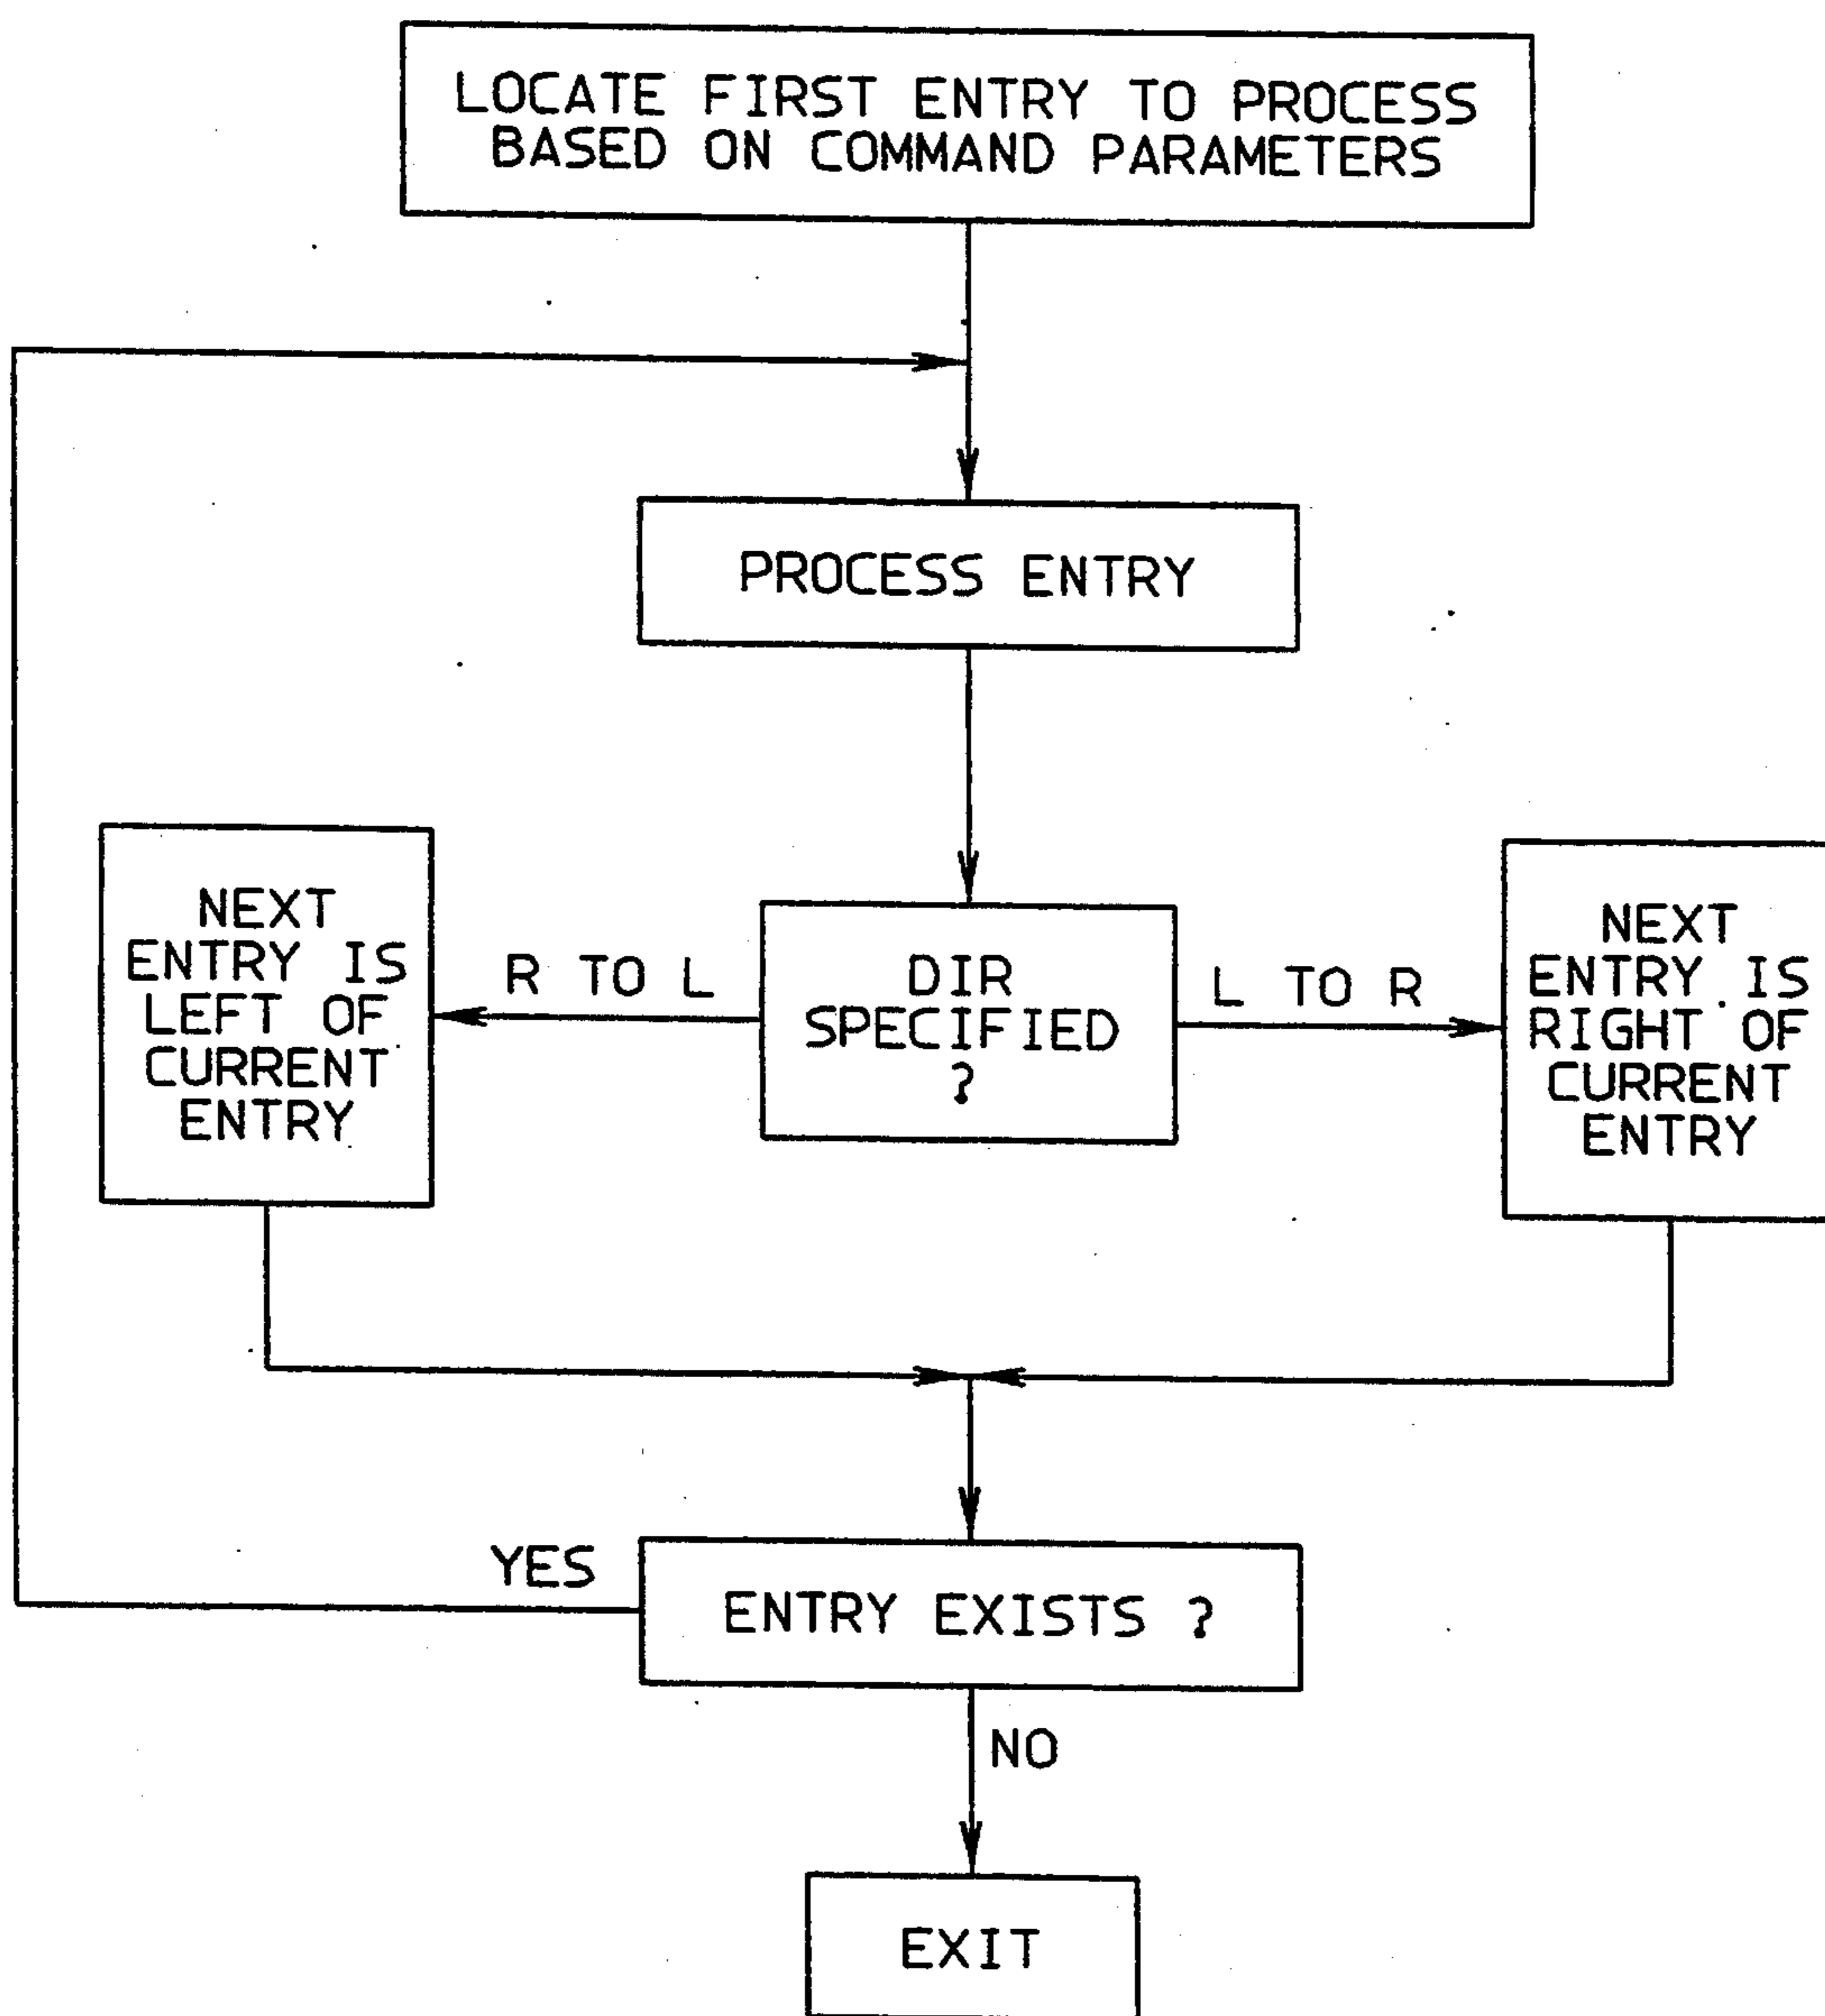 LOCATE FIRST ENTRY TO PROCESS
BASED ON COMMAND PARAMETERS
PROCESS ENTRY
NEXT
ENTRY IS
LEFT OF
CURRENT
ENTRY
R TO L
DIR
SPECIFIED
?
L TO R
NEXT
ENTRY IS
RIGHT OF
CURRENT
ENTRY
YES
ENTRY EXISTS ?
NO
EXIT